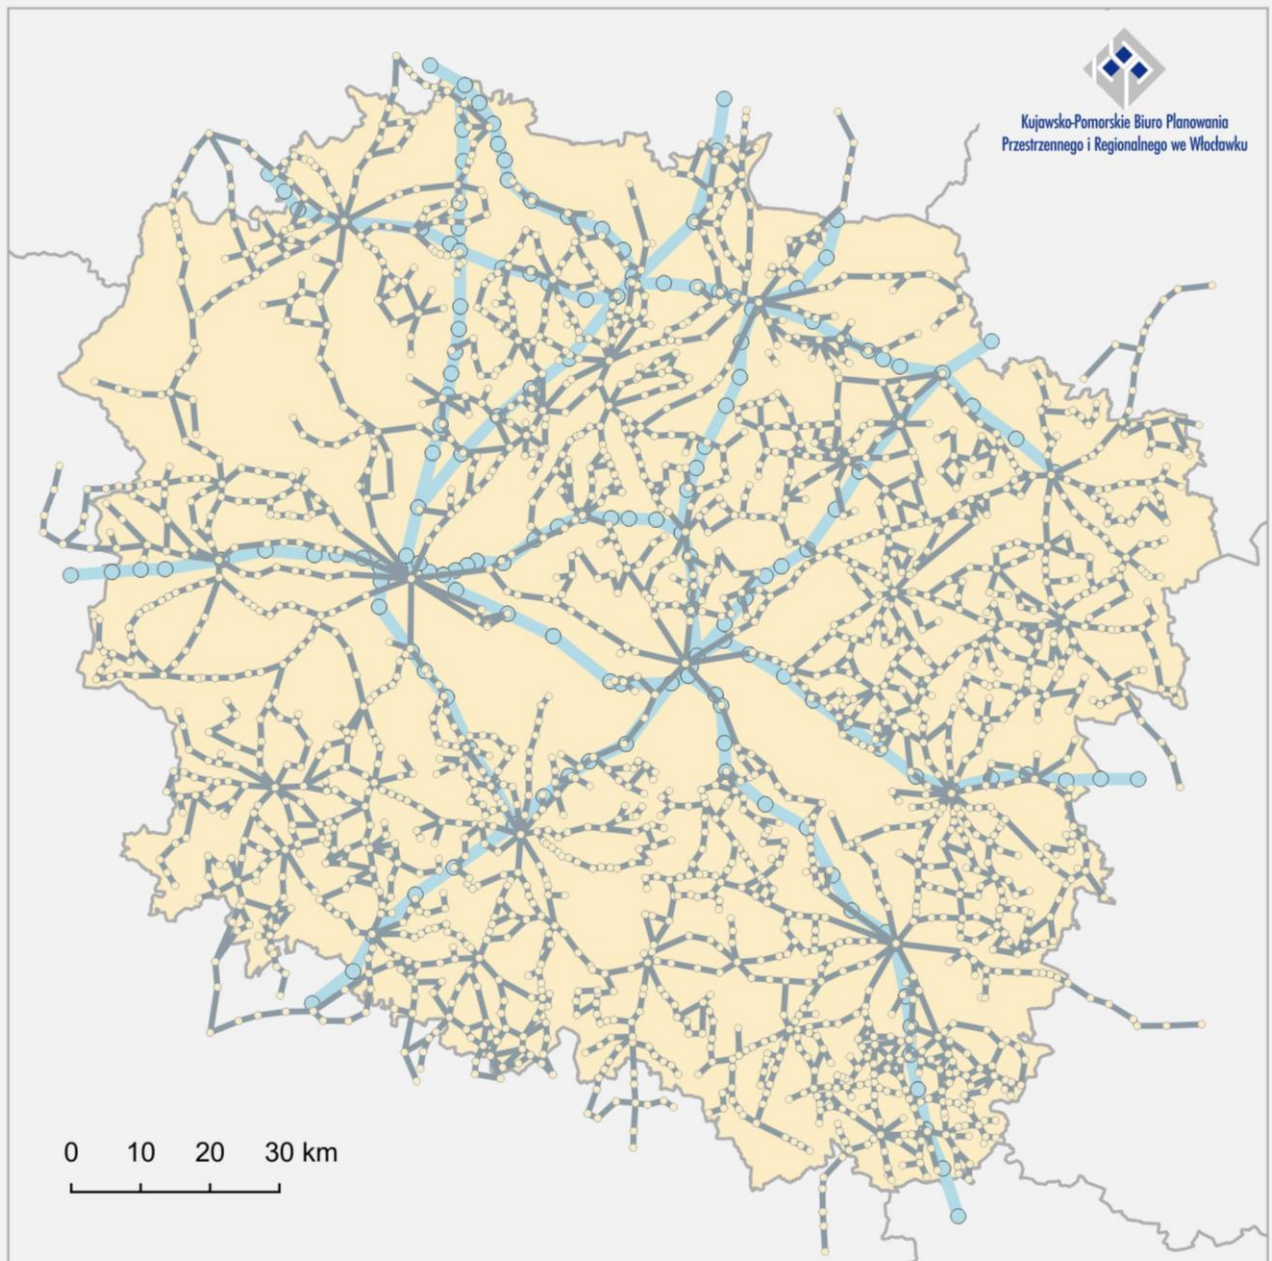 Kujawsko-Pomorskie Biuro Planowania
Przestrzennego i Regionalnego we Włocławku
0 10 20 30 km